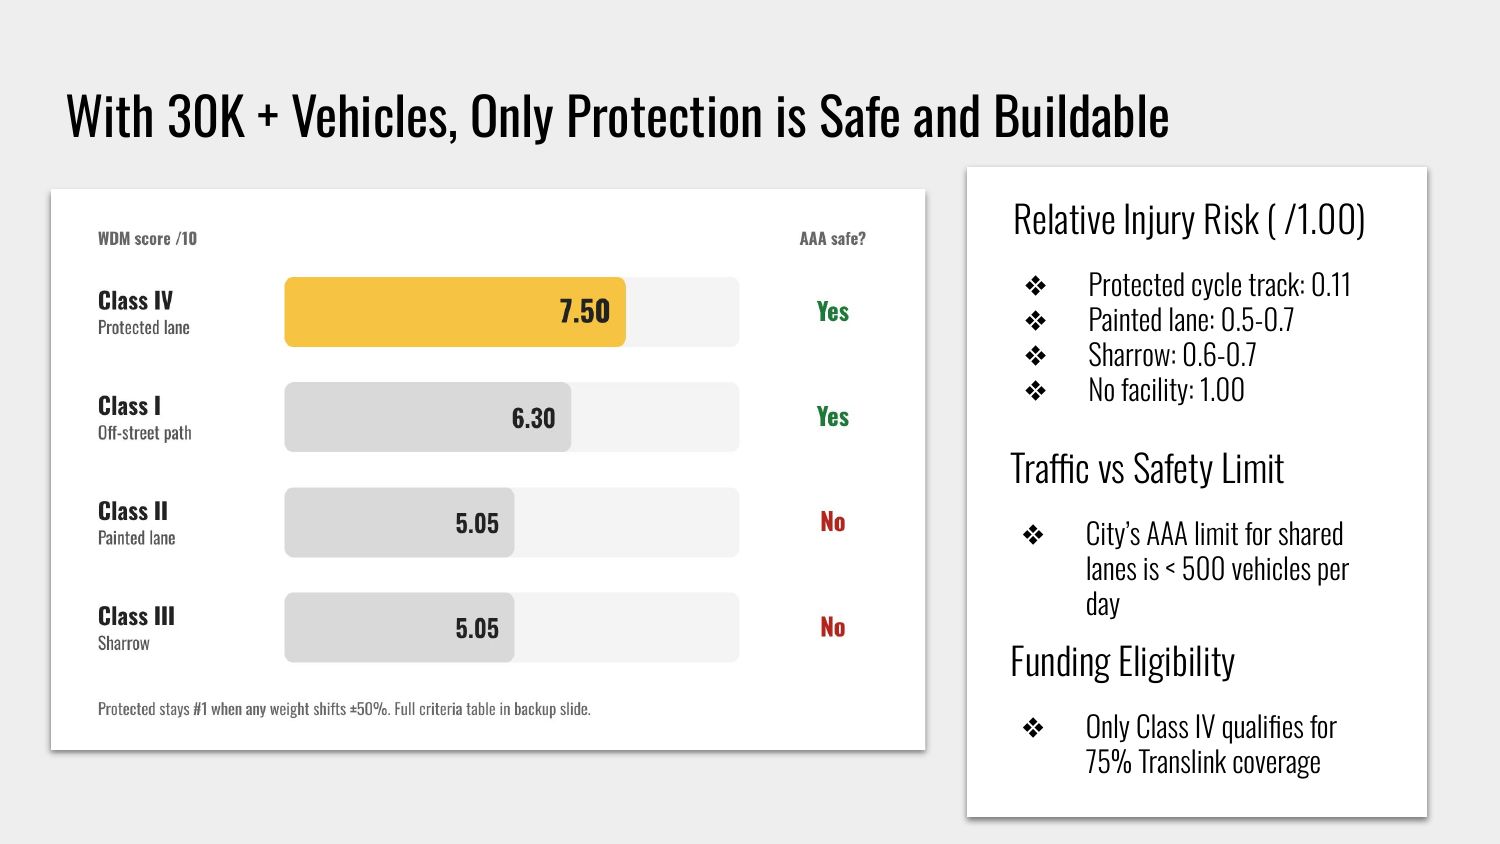 With 30K + Vehicles, Only Protection is Safe and Buildable
WDM score /10
AAA safe?
Class IV
Protected lane
7.50
Yes
Class I
Off-street path
6.30
Yes
Class II
Painted lane
5.05
No
Class III
Sharrow
5.05
No
Protected stays #1 when any weight shifts ±50%. Full criteria table in backup slide.
Relative Injury Risk ( /1.00)
❖ Protected cycle track: 0.11
❖ Painted lane: 0.5-0.7
❖ Sharrow: 0.6-0.7
❖ No facility: 1.00
Traffic vs Safety Limit
❖ City’s AAA limit for shared
lanes is < 500 vehicles per
day
Funding Eligibility
❖ Only Class IV qualifies for
75% Translink coverage